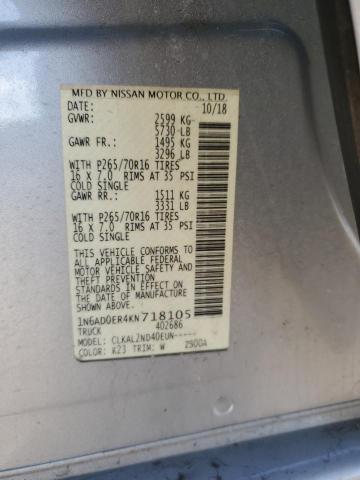 MFD BY NISSAN MOTOR CO., LTD.
DATE: 10/18
GVWR: 2599 KG
5730 LB
GAWR FR.: 1495 KG
3296 LB
WITH P265/70R16 TIRES
16 X 7.0 RIMS AT 35 PSI
COLD SINGLE
GAWR RR.: 1511 KG
3331 LB
WITH P265/70R16 TIRES
16 X 7.0 RIMS AT 35 PSI
COLD SINGLE
THIS VEHICLE CONFORMS TO
ALL APPLICABLE FEDERAL
MOTOR VEHICLE SAFETY
AND THEFT PREVENTION
STANDARDS IN EFFECT ON
THE DATE OF MANUFACTURE
SHOWN ABOVE.
1N6AD0ER4KN718105
TRUCK 402686
MODEL: CLKAL2ND40EUN-----
COLOR: K23 TRIM: W 2900A